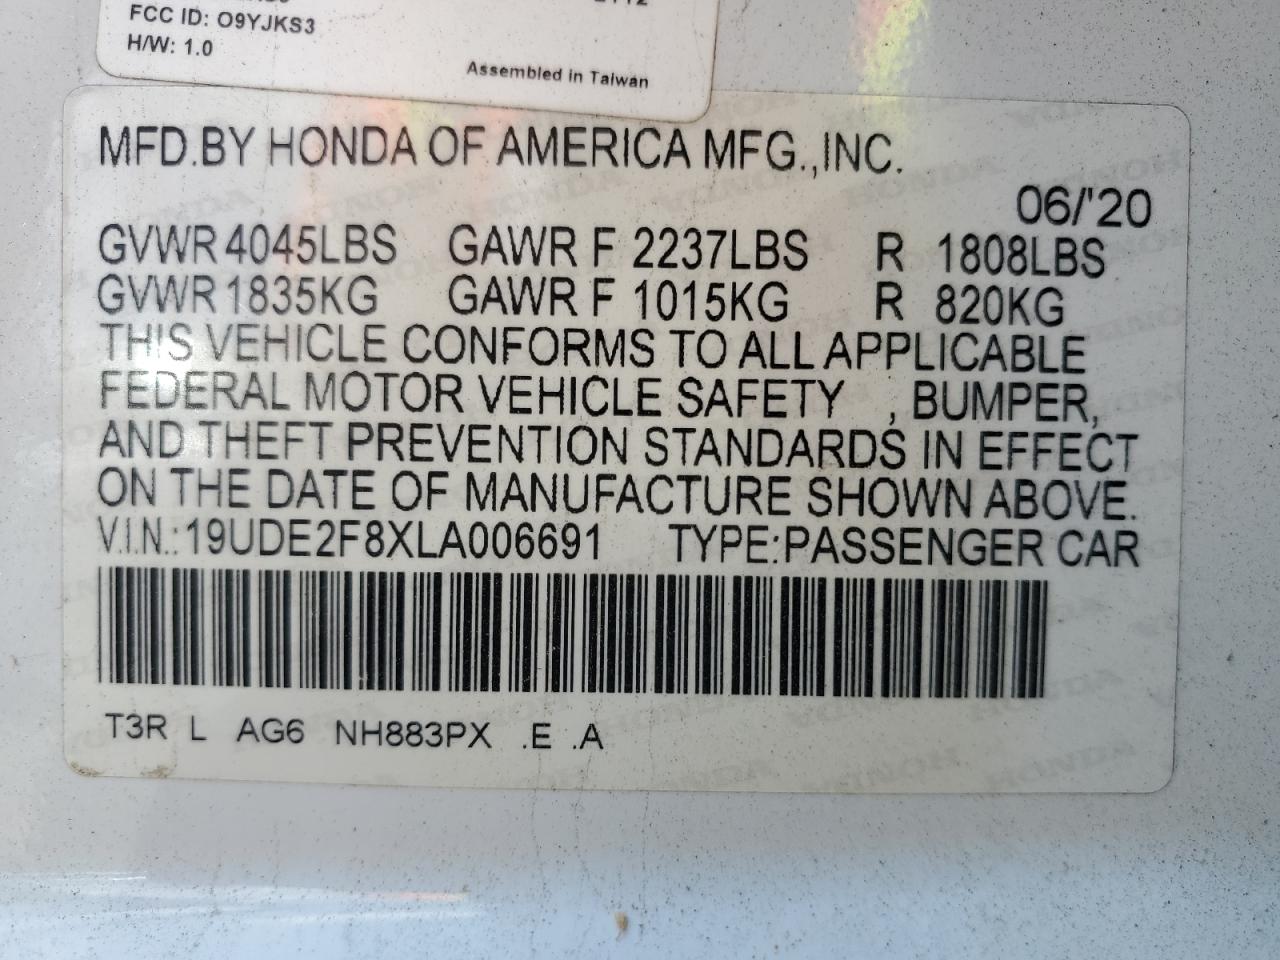 FCC ID: O9YJKS3
H/W: 1.0
Assembled in Taiwan
MFD.BY HONDA OF AMERICA MFG.,INC.
06/'20
GVWR 4045LBS GAWR F 2237LBS R 1808LBS
GVWR 1835KG GAWR F 1015KG R 820KG
THIS VEHICLE CONFORMS TO ALL APPLICABLE
FEDERAL MOTOR VEHICLE SAFETY , BUMPER,
AND THEFT PREVENTION STANDARDS IN EFFECT
ON THE DATE OF MANUFACTURE SHOWN ABOVE.
V.I.N.:19UDE2F8XLA006691 TYPE:PASSENGER CAR
T3R L AG6 NH883PX .E .A